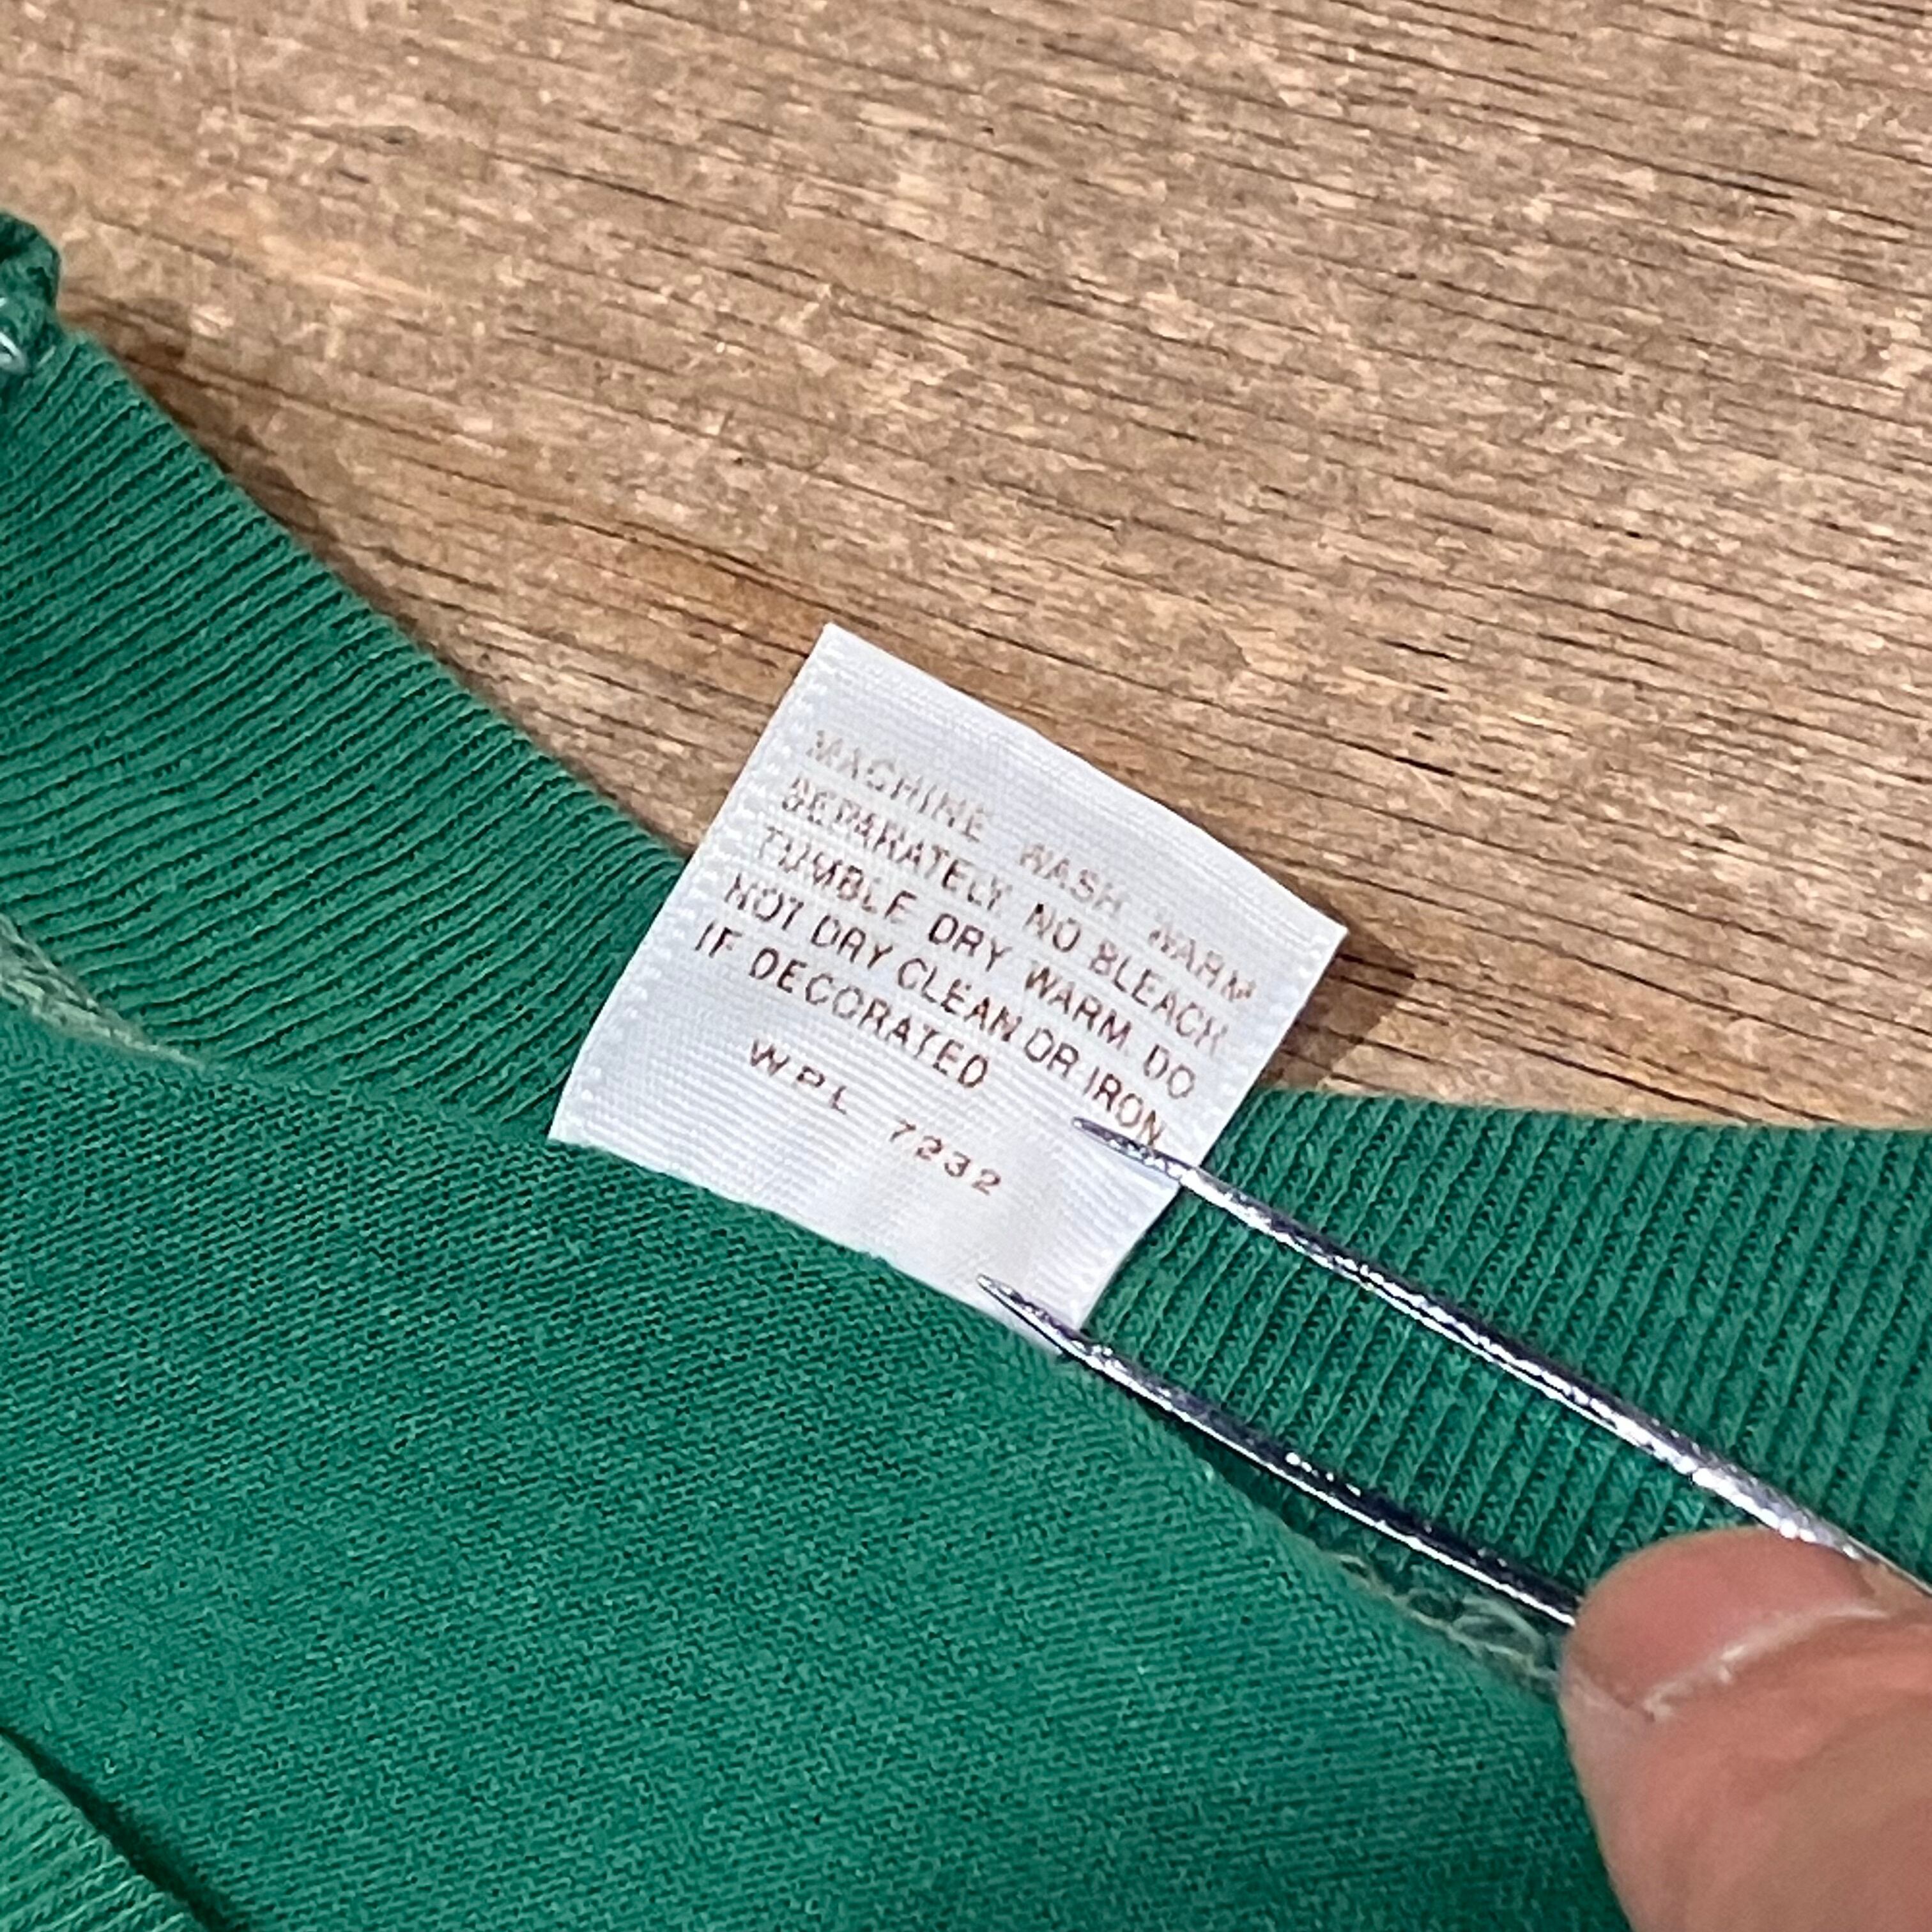 MACHINE WASH WARM
SEPARATELY. NO BLEACH
TUMBLE DRY WARM. DO
NOT DRY CLEAN OR IRON
IF DECORATED
WPL 7232